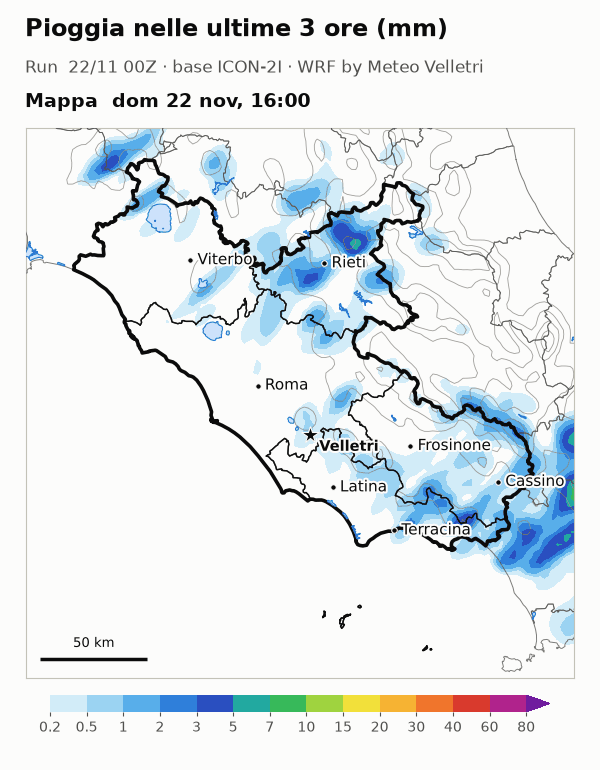 Pioggia nelle ultime 3 ore (mm)
Run  22/11 00Z · base ICON-2I · WRF by Meteo Velletri
Mappa  dom 22 nov, 16:00
Viterbo
Rieti
Roma
Velletri
Frosinone
Latina
Cassino
Terracina
50 km
0.2 0.5 1 2 3 5 7 10 15 20 30 40 60 80